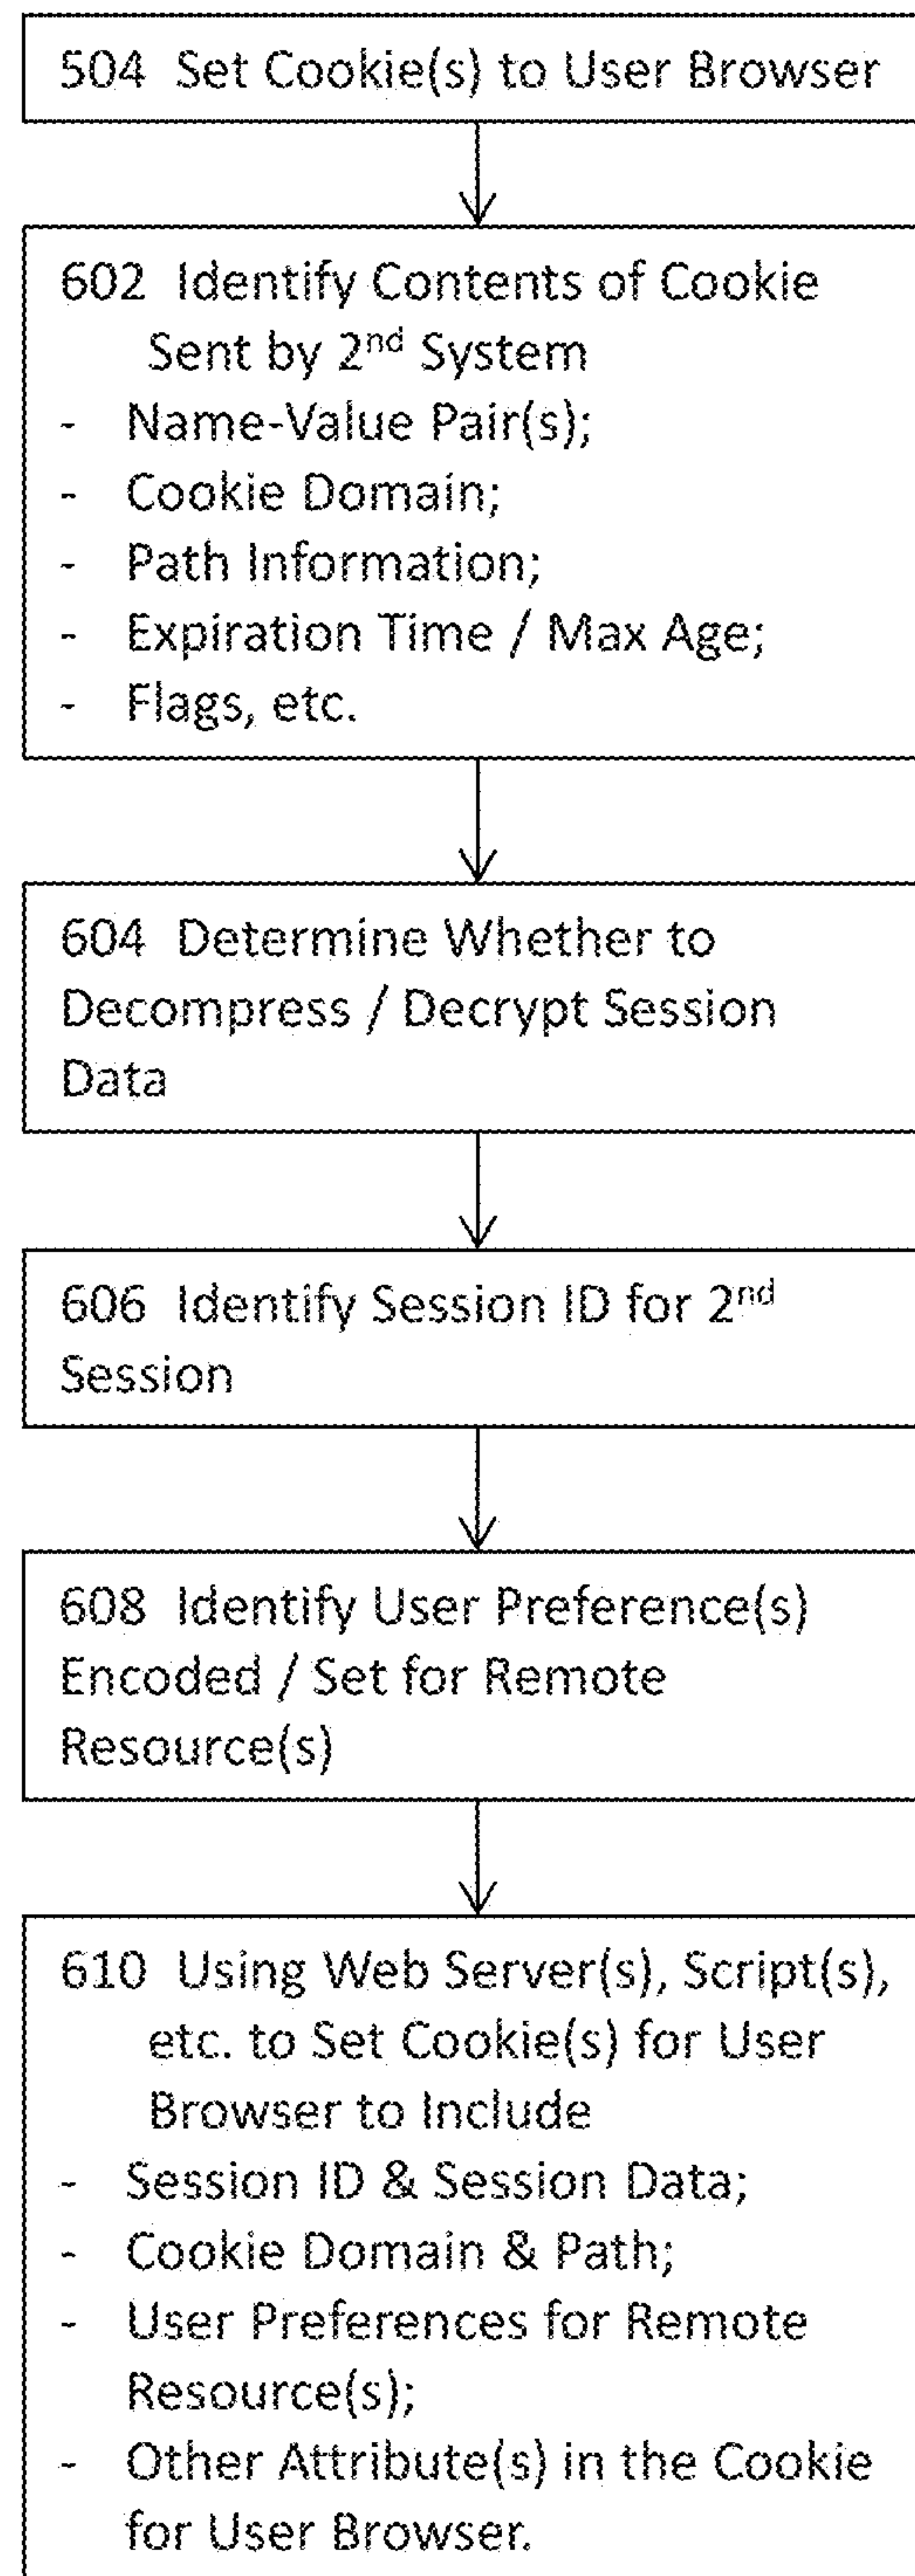 504 Set Cookie(s) to User Browser
602 Identify Contents of Cookie
Sent by 2nd System
- Name-Value Pair(s);
- Cookie Domain;
- Path Information;
- Expiration Time / Max Age;
- Flags, etc.
604 Determine Whether to
Decompress / Decrypt Session
Data
606 Identify Session ID for 2nd
Session
608 Identify User Preference(s)
Encoded / Set for Remote
Resource(s)
610 Using Web Server(s), Script(s),
etc. to Set Cookie(s) for User
Browser to Include
- Session ID & Session Data;
- Cookie Domain & Path;
- User Preferences for Remote
Resource(s);
- Other Attribute(s) in the Cookie
for User Browser.